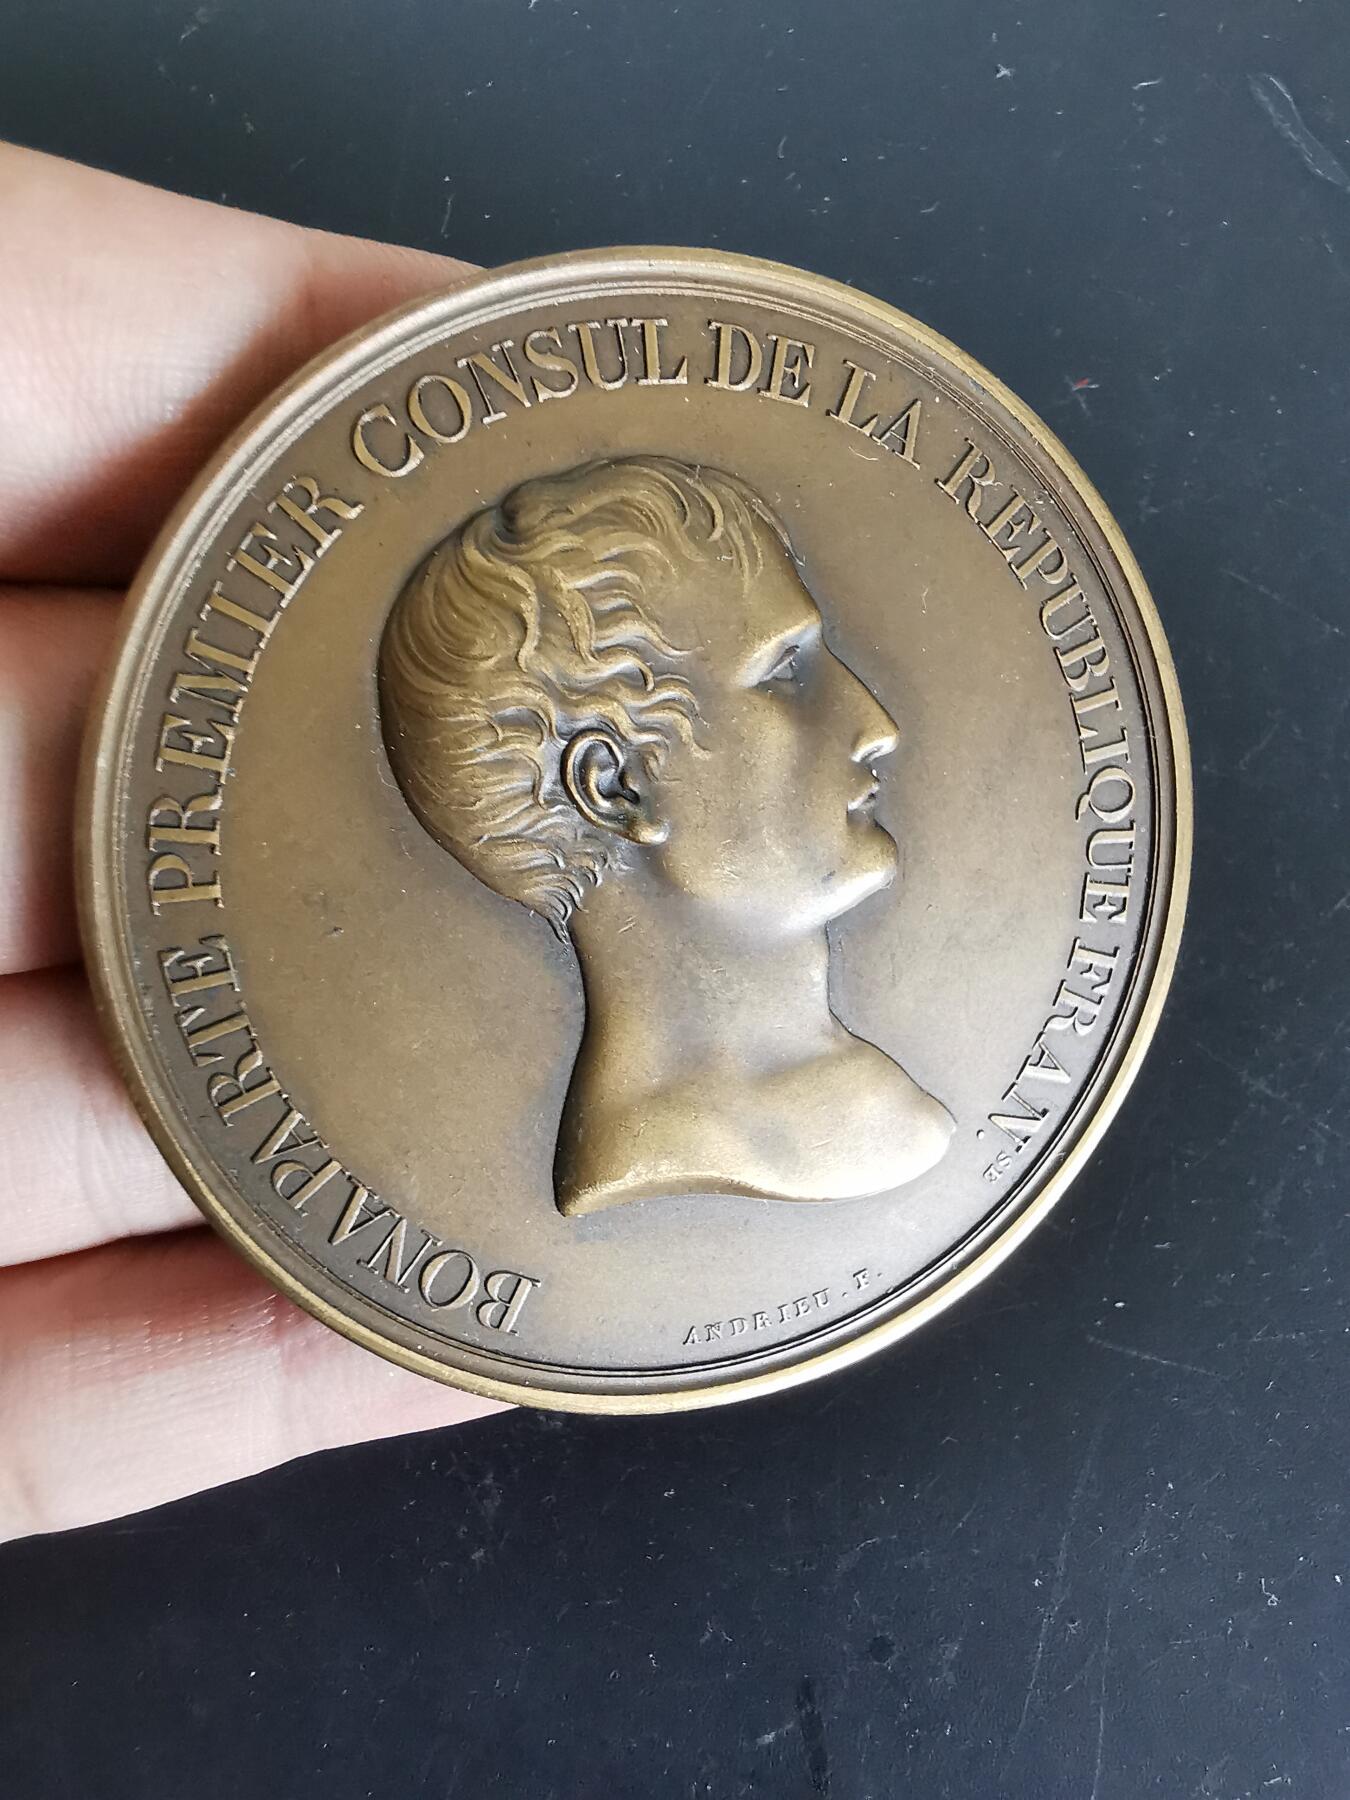 BONAPARTE PREMIER CONSUL DE LA REPUBLIQUE FRAN.SE
ANDRIEU. F.